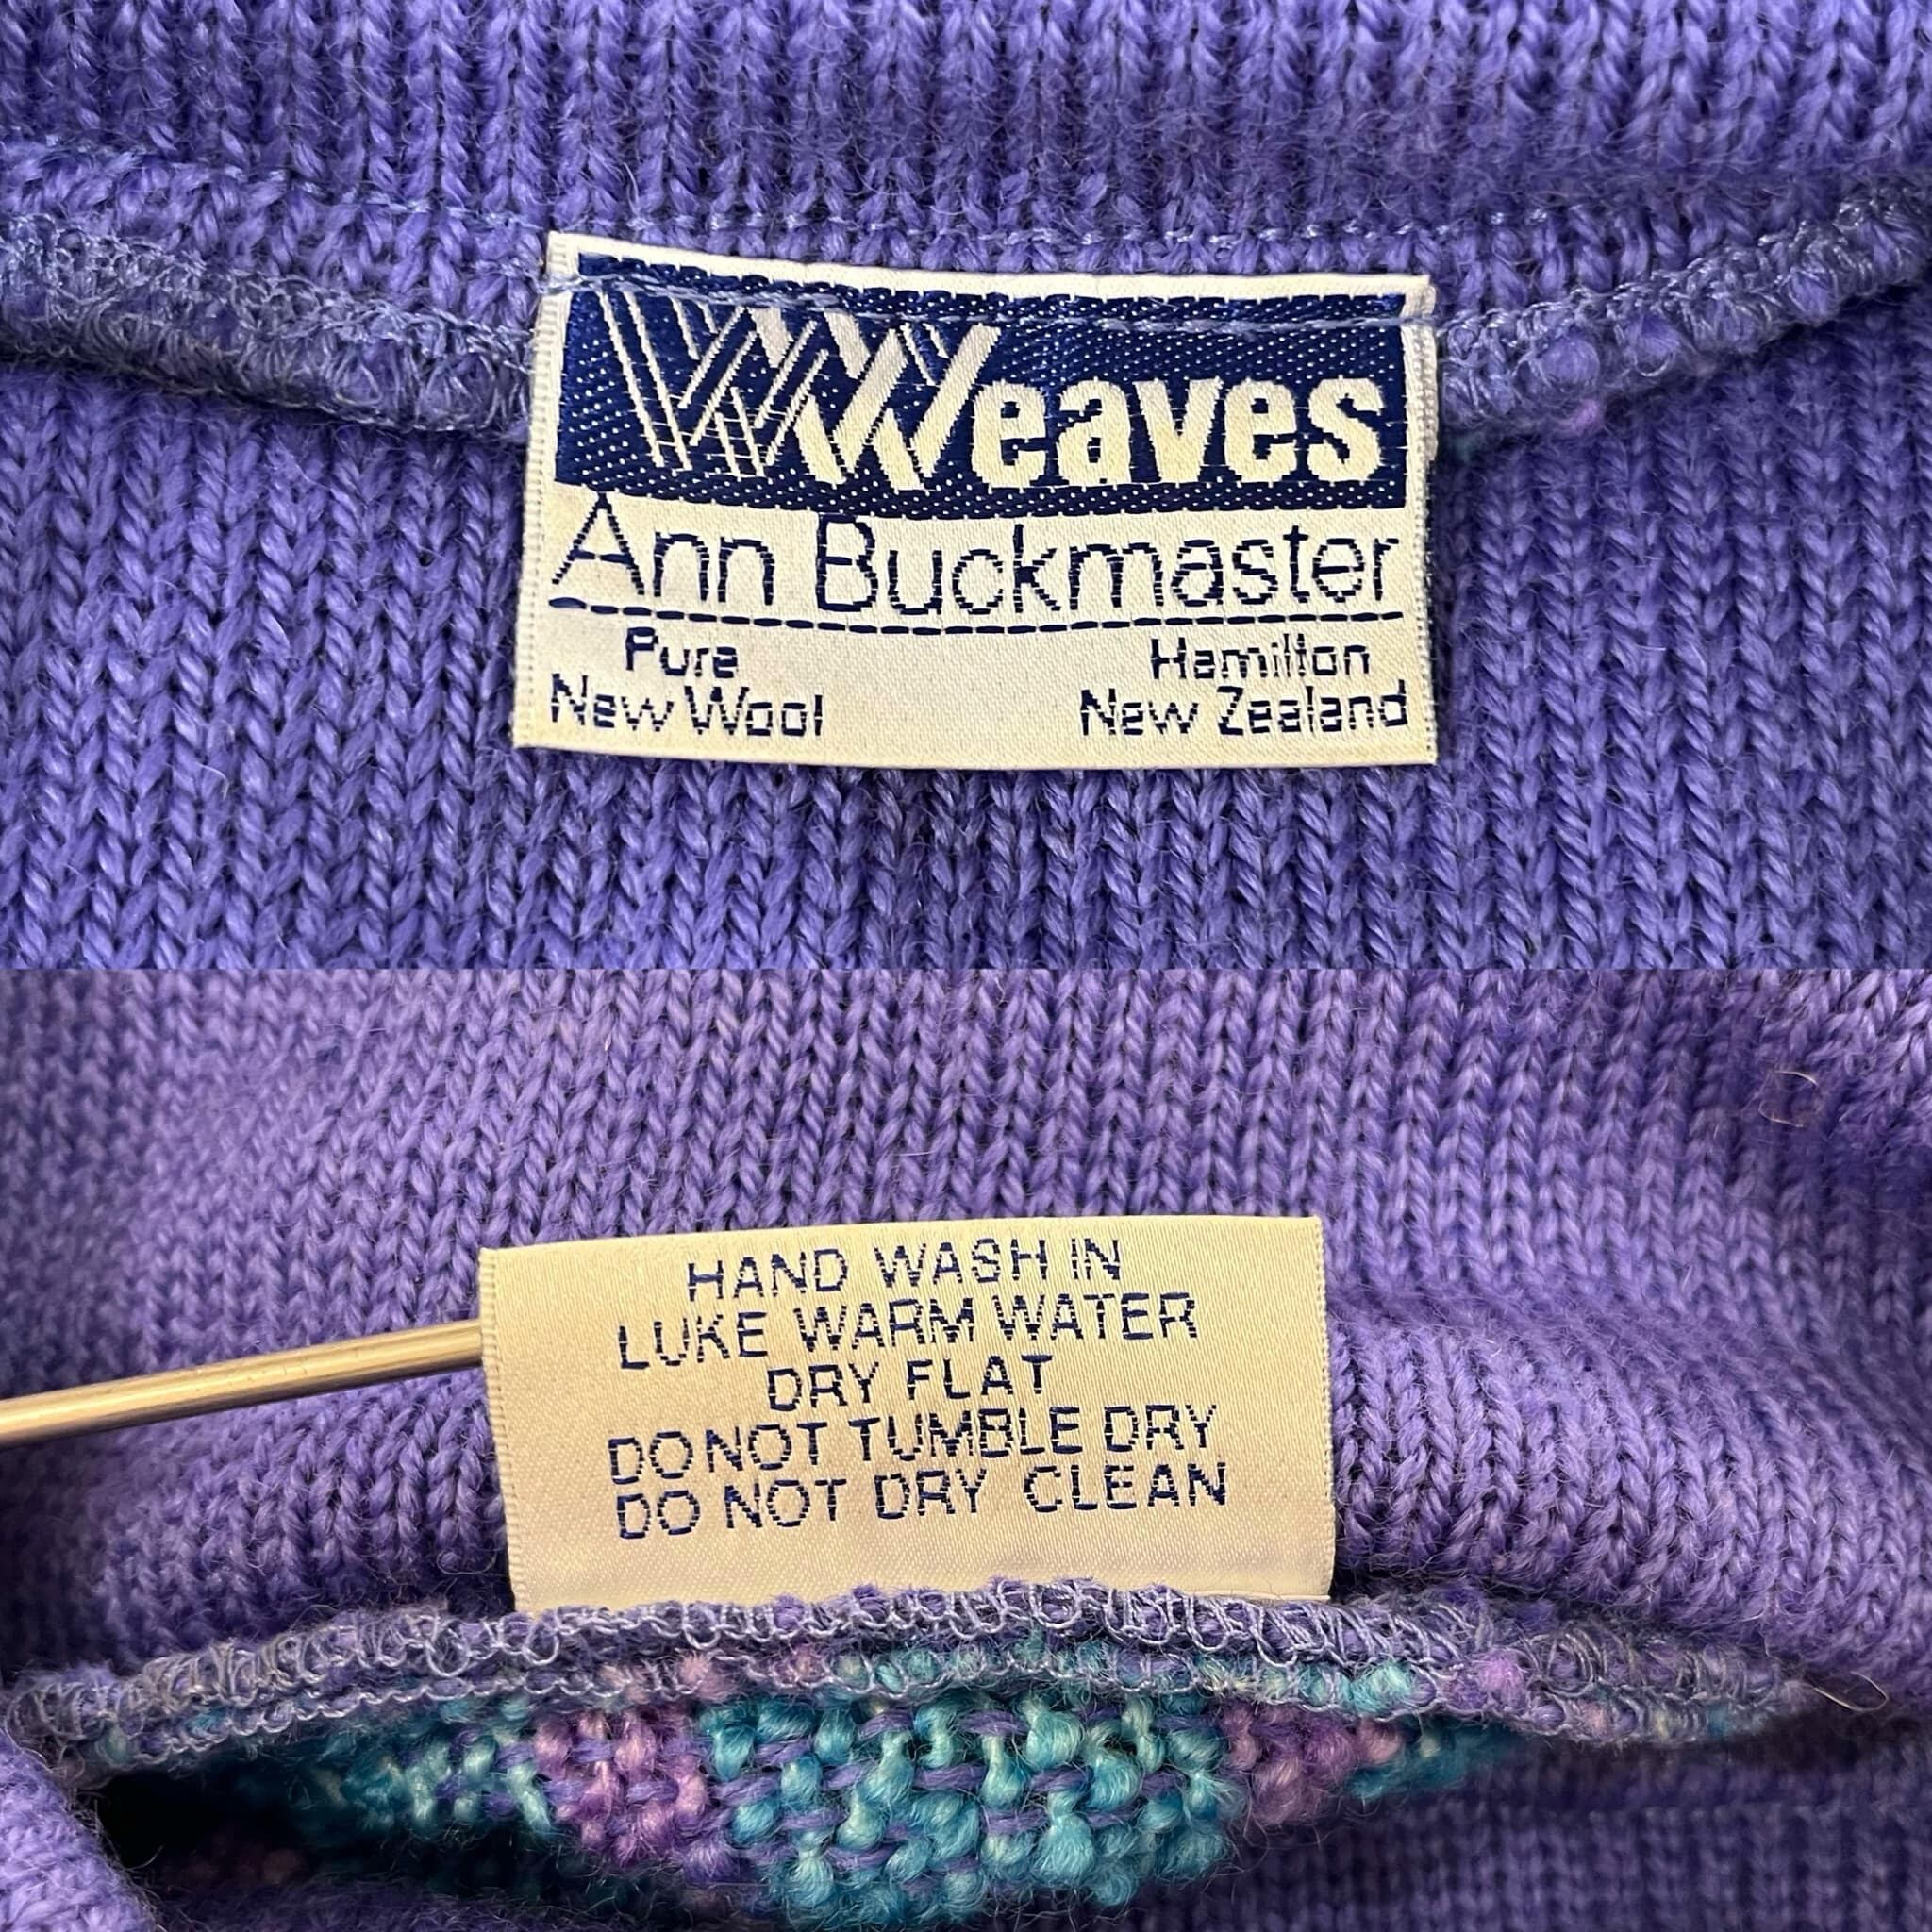 Weaves
Ann Buckmaster
Pure
New Wool
Hamilton
New Zealand
HAND WASH IN
LUKE WARM WATER
DRY FLAT
DO NOT TUMBLE DRY
DO NOT DRY CLEAN